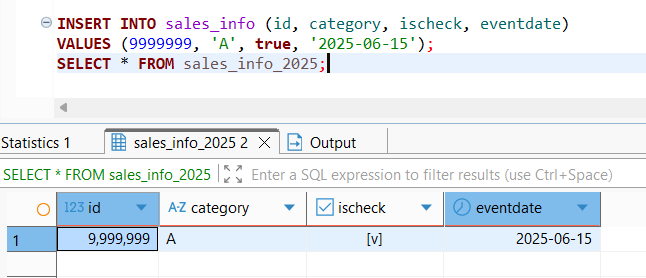 INSERT INTO sales_info (id, category, ischeck, eventdate)
VALUES (9999999, 'A', true, '2025-06-15');
SELECT * FROM sales_info_2025;
Statistics 1 sales_info_2025 2 Output
SELECT * FROM sales_info_2025 Enter a SQL expression to filter results (use Ctrl+Space)
123 id A-Z category ischeck eventdate
1 9,999,999 A [v] 2025-06-15